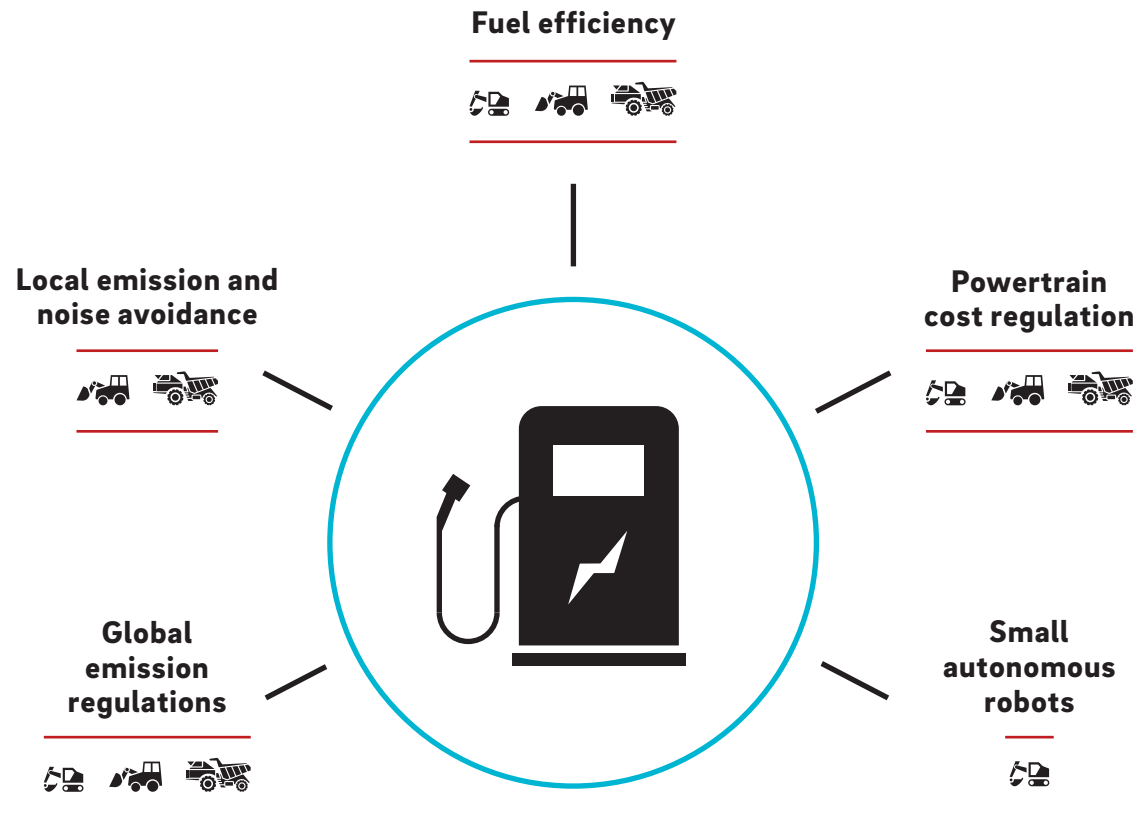 Fuel efficiency
Local emission and
noise avoidance
Powertrain
cost regulation
Global
emission
regulations
Small
autonomous
robots